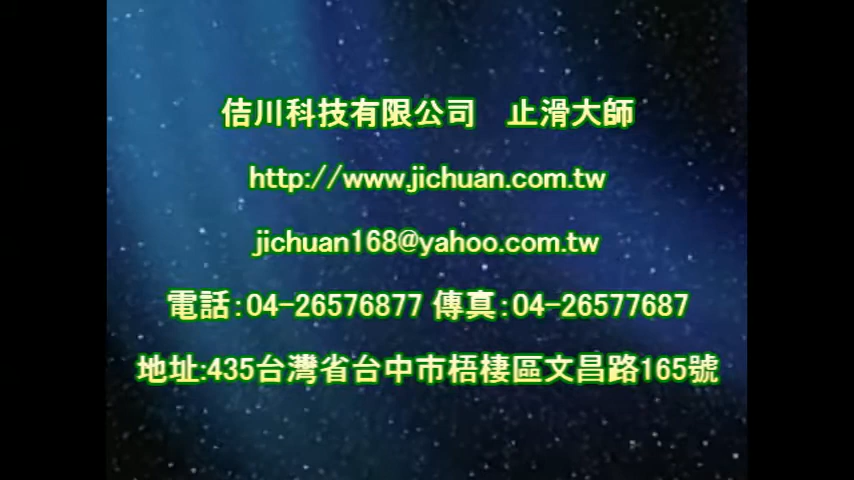 佶川科技有限公司　止滑大師
http://www.jichuan.com.tw
jichuan168@yahoo.com.tw
電話:04-26576877 傳真:04-26577687
地址:435台灣省台中市梧棲區文昌路165號